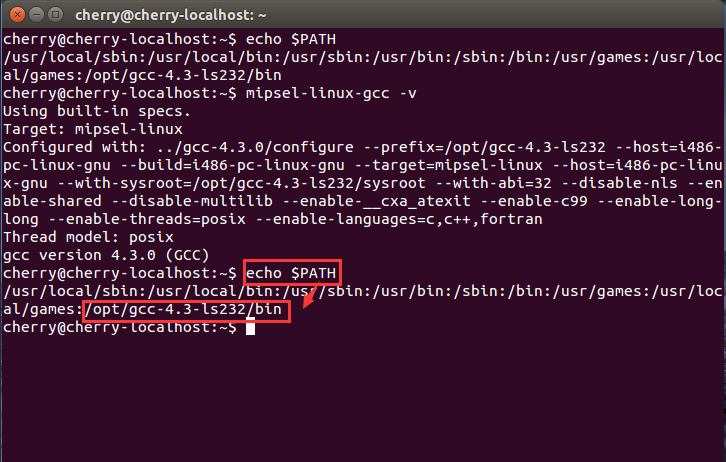 cherry@cherry-localhost: ~
cherry@cherry-localhost:~$ echo $PATH
/usr/local/sbin:/usr/local/bin:/usr/sbin:/usr/bin:/sbin:/bin:/usr/games:/usr/loc
al/games:/opt/gcc-4.3-ls232/bin
cherry@cherry-localhost:~$ mipsel-linux-gcc -v
Using built-in specs.
Target: mipsel-linux
Configured with: ../gcc-4.3.0/configure --prefix=/opt/gcc-4.3-ls232 --host=i486-
pc-linux-gnu --build=i486-pc-linux-gnu --target=mipsel-linux --host=i486-pc-linu
x-gnu --with-sysroot=/opt/gcc-4.3-ls232/sysroot --with-abi=32 --disable-nls --en
able-shared --disable-multilib --enable-__cxa_atexit --enable-c99 --enable-long-
long --enable-threads=posix --enable-languages=c,c++,fortran
Thread model: posix
gcc version 4.3.0 (GCC)
cherry@cherry-localhost:~$ echo $PATH
/usr/local/sbin:/usr/local/bin:/usr/sbin:/usr/bin:/sbin:/bin:/usr/games:/usr/loc
al/games:/opt/gcc-4.3-ls232/bin
cherry@cherry-localhost:~$